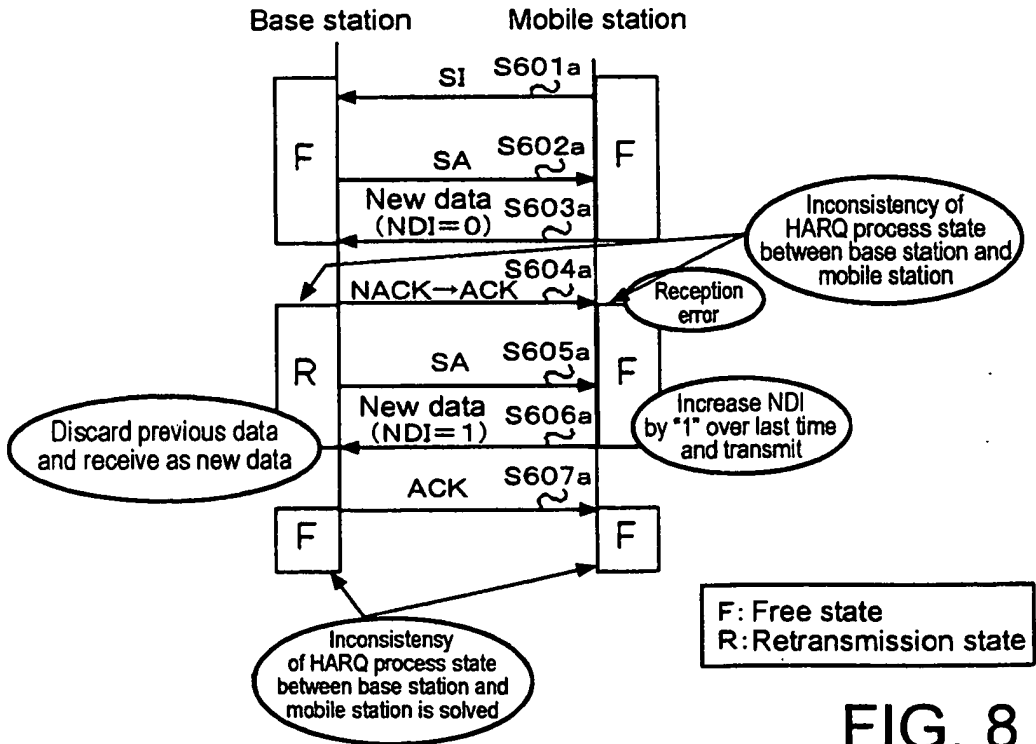 Base station Mobile station
SI S601a
F F
SA S602a
New data
(NDI=0) S603a
Inconsistency of
HARQ process state
between base station and
mobile station
NACK→ACK S604a
Reception
error
R F
SA S605a
New data
(NDI=1) S606a
Increase NDI
by "1" over last time
and transmit
Discard previous data
and receive as new data
ACK S607a
F F
Inconsistensy
of HARQ process state
between base station and
mobile station is solved
F: Free state
R: Retransmission state
FIG. 8